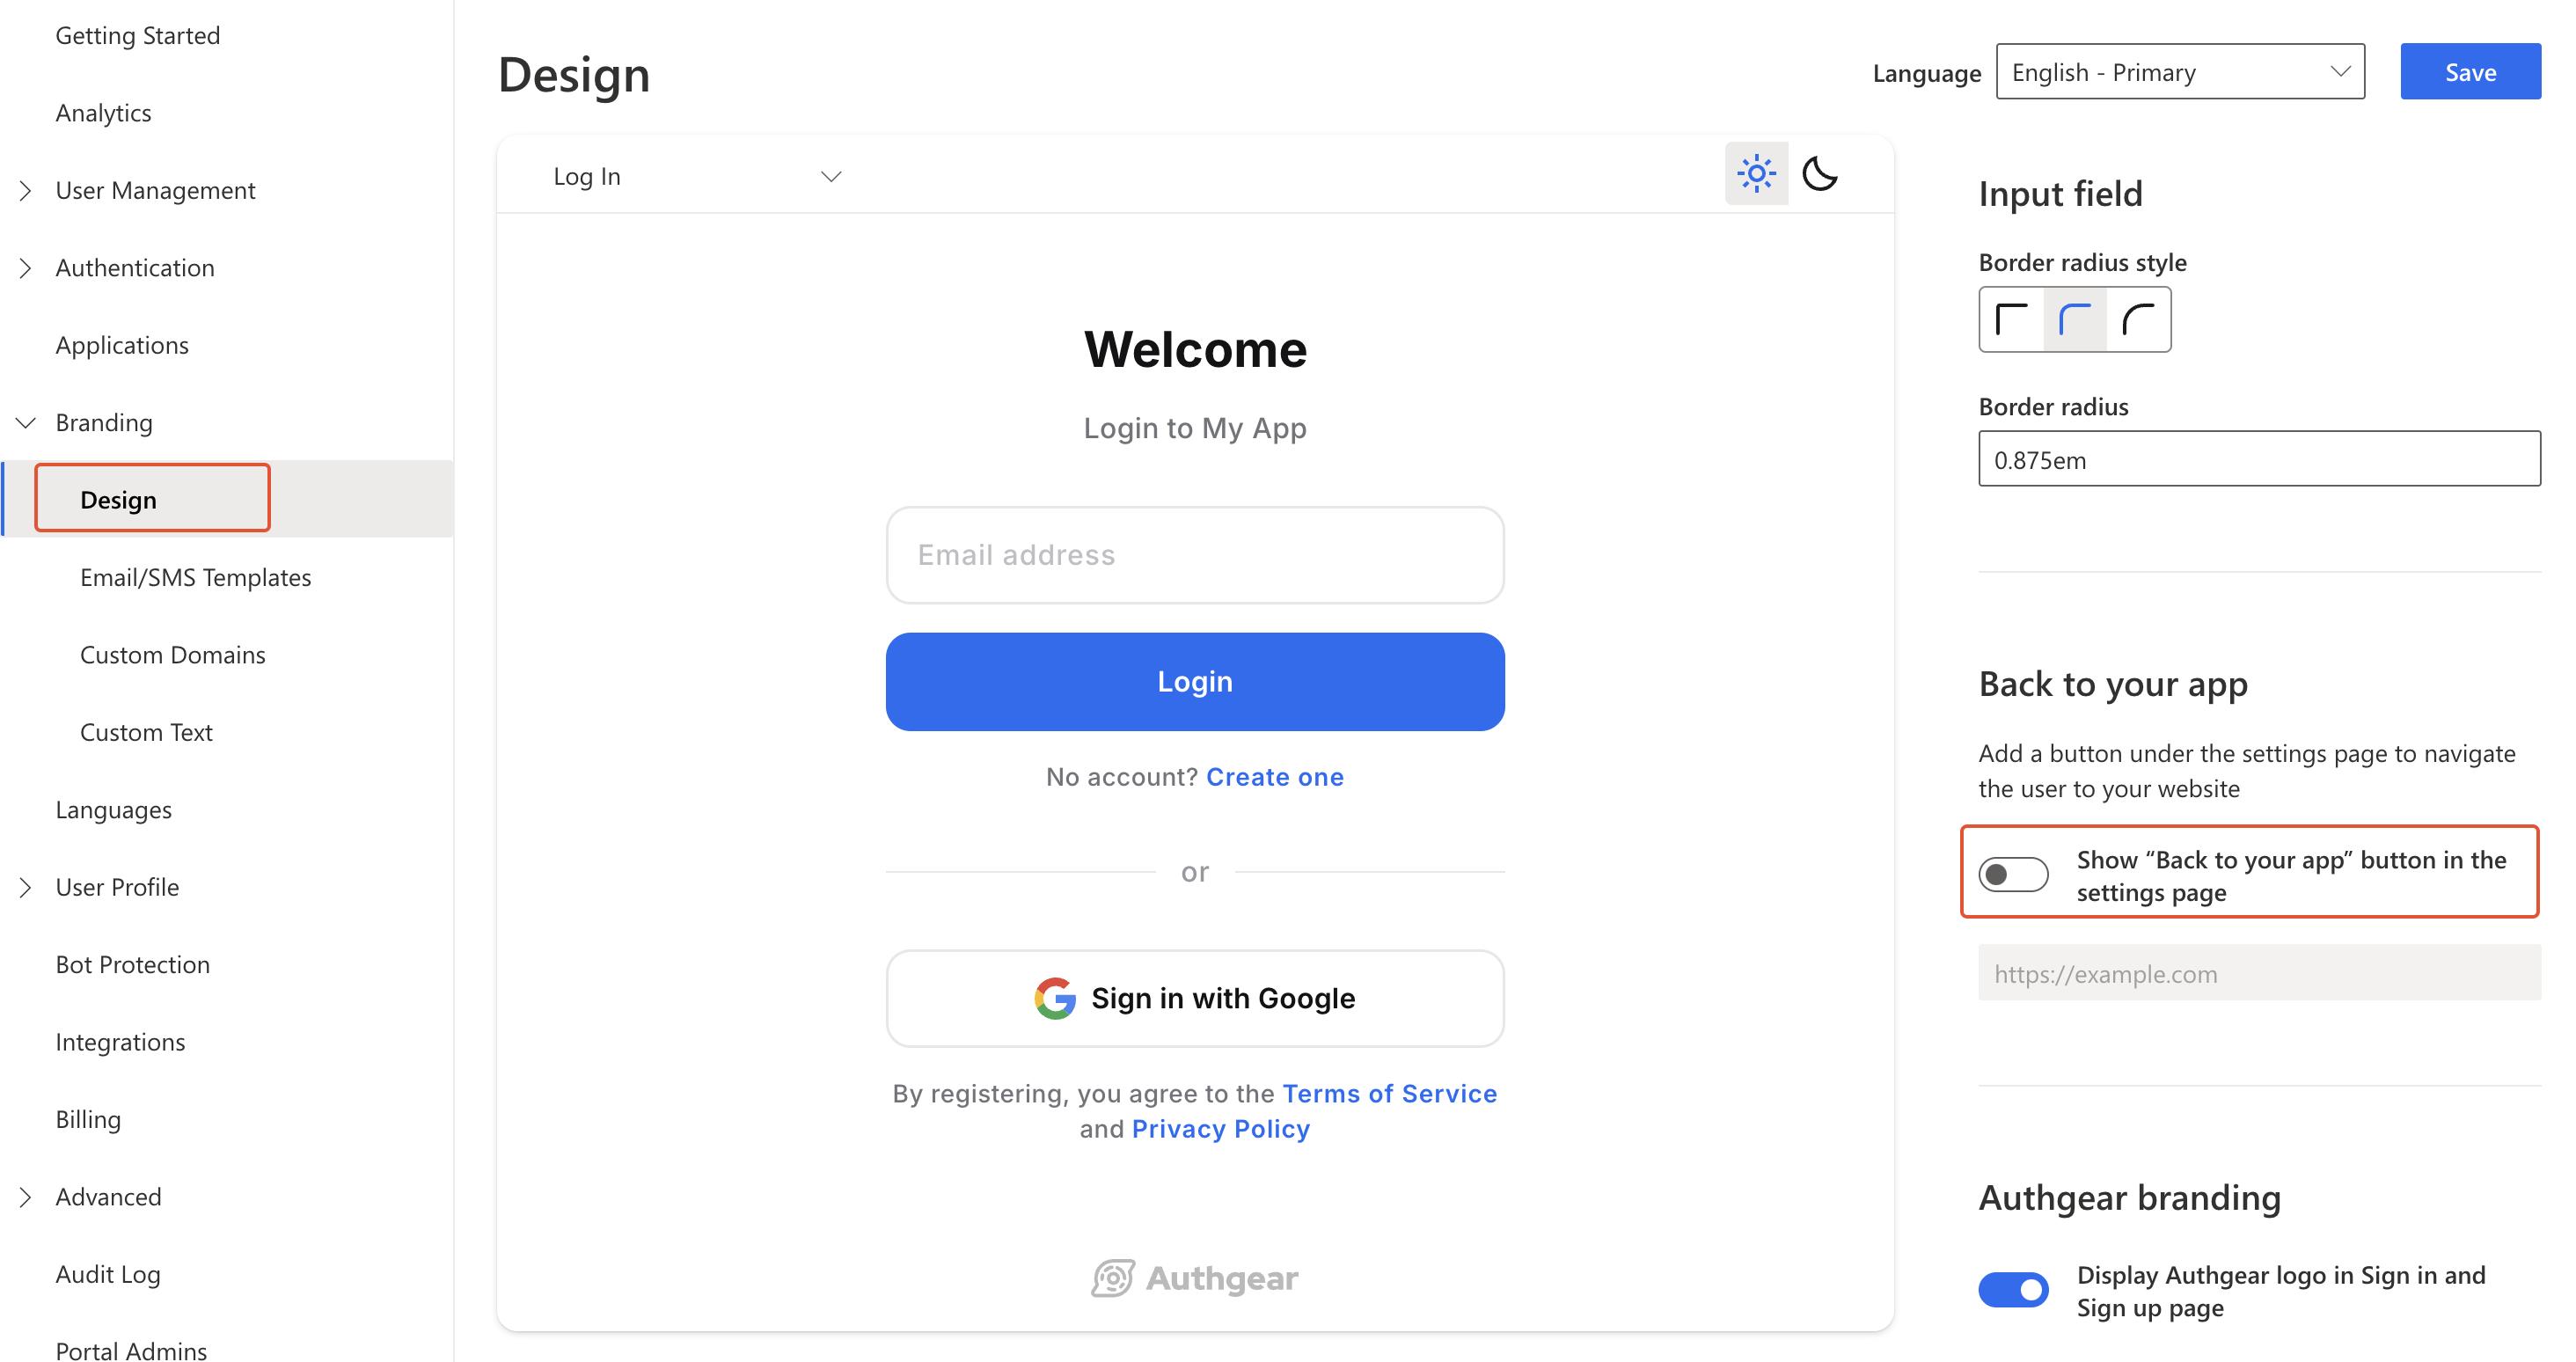 Getting Started
Analytics
User Management
Authentication
Applications
Branding
Design
Email/SMS Templates
Custom Domains
Custom Text
Languages
User Profile
Bot Protection
Integrations
Billing
Advanced
Audit Log
Portal Admins
Design
Language
English - Primary
Save
Log In
Welcome
Login to My App
Email address
Login
No account? Create one
or
Sign in with Google
By registering, you agree to the Terms of Service
and Privacy Policy
Authgear
Input field
Border radius style
Border radius
0.875em
Back to your app
Add a button under the settings page to navigate
the user to your website
Show “Back to your app” button in the
settings page
https://example.com
Authgear branding
Display Authgear logo in Sign in and
Sign up page